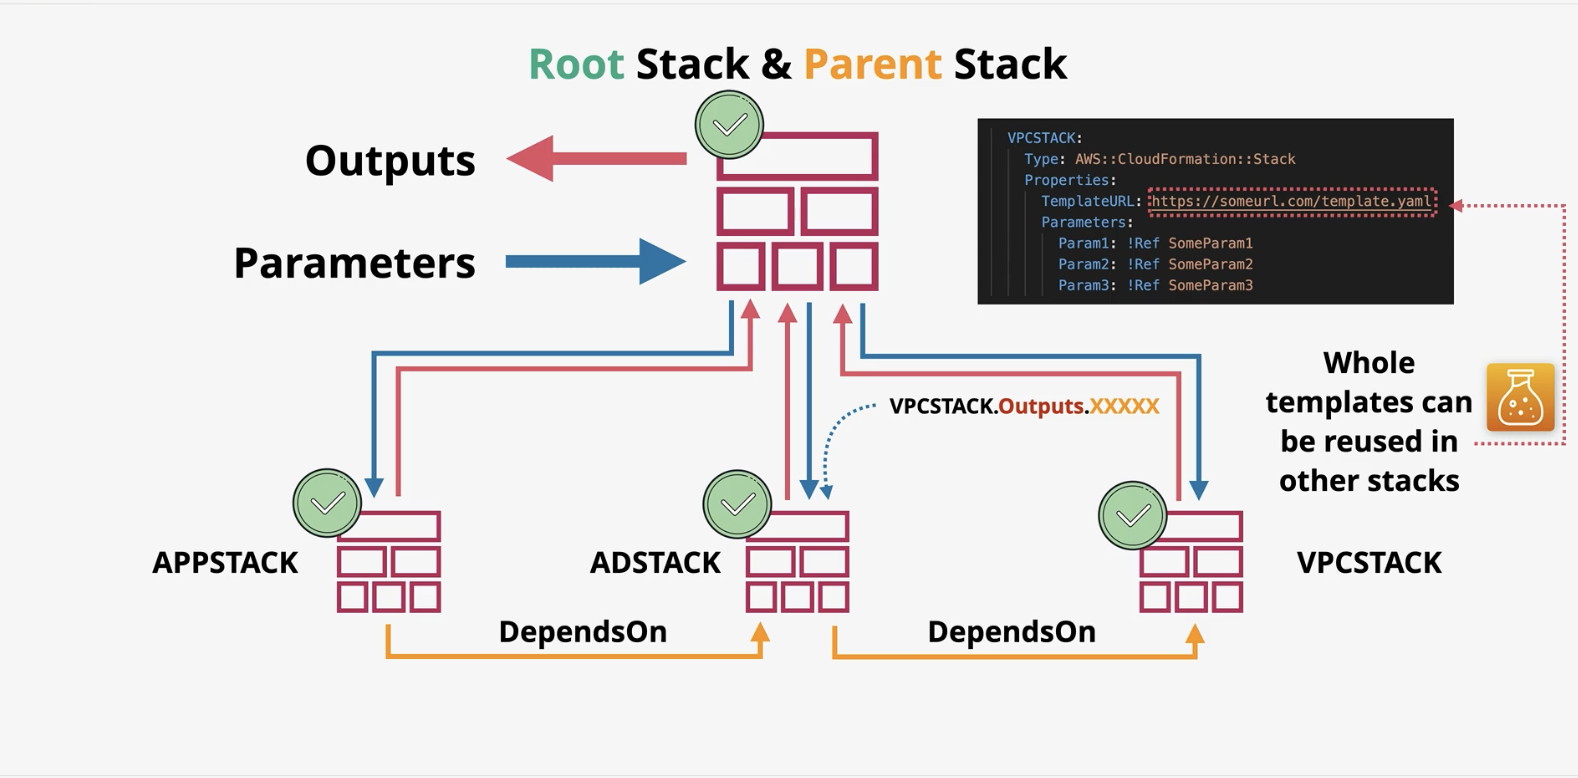 Root Stack & Parent Stack
Outputs
Parameters
VPCSTACK:
Type: AWS::CloudFormation::Stack
Properties:
TemplateURL: https://someurl.com/template.yaml
Parameters:
Param1: !Ref SomeParam1
Param2: !Ref SomeParam2
Param3: !Ref SomeParam3
Whole
templates can
be reused in
other stacks
VPCSTACK.Outputs.XXXXX
APPSTACK
ADSTACK
VPCSTACK
DependsOn
DependsOn